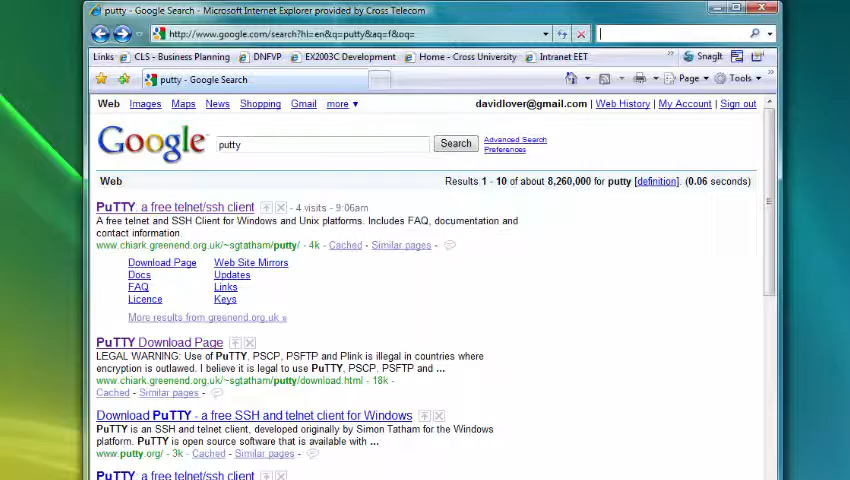 putty - Google Search - Microsoft Internet Explorer provided by Cross Telecom
http://www.google.com/search?hl=en&q=putty&aq=f&oq=
Links CLS - Business Planning DNFVP EX2003C Development Home - Cross University Intranet EET » SnagIt
putty - Google Search Page Tools
Web Images Maps News Shopping Gmail more ▼ davidlover@gmail.com | Web History | My Account | Sign out
Google putty Search Advanced Search
Preferences
Web Results 1 - 10 of about 8,260,000 for putty [definition]. (0.06 seconds)
PuTTY: a free telnet/ssh client - 4 visits - 9:06am
A free telnet and SSH Client for Windows and Unix platforms. Includes FAQ, documentation and
contact information.
www.chiark.greenend.org.uk/~sgtatham/putty/ - 4k - Cached - Similar pages -
Download Page Web Site Mirrors
Docs Updates
FAQ Links
Licence Keys
More results from greenend.org.uk »
PuTTY Download Page
LEGAL WARNING: Use of PuTTY, PSCP, PSFTP and Plink is illegal in countries where
encryption is outlawed. I believe it is legal to use PuTTY, PSCP, PSFTP and ...
www.chiark.greenend.org.uk/~sgtatham/putty/download.html - 18k -
Cached - Similar pages -
Download PuTTY - a free SSH and telnet client for Windows
PuTTY is an SSH and telnet client, developed originally by Simon Tatham for the Windows
platform. PuTTY is open source software that is available with ...
www.putty.org/ - 3k - Cached - Similar pages -
PuTTY: a free telnet/ssh client